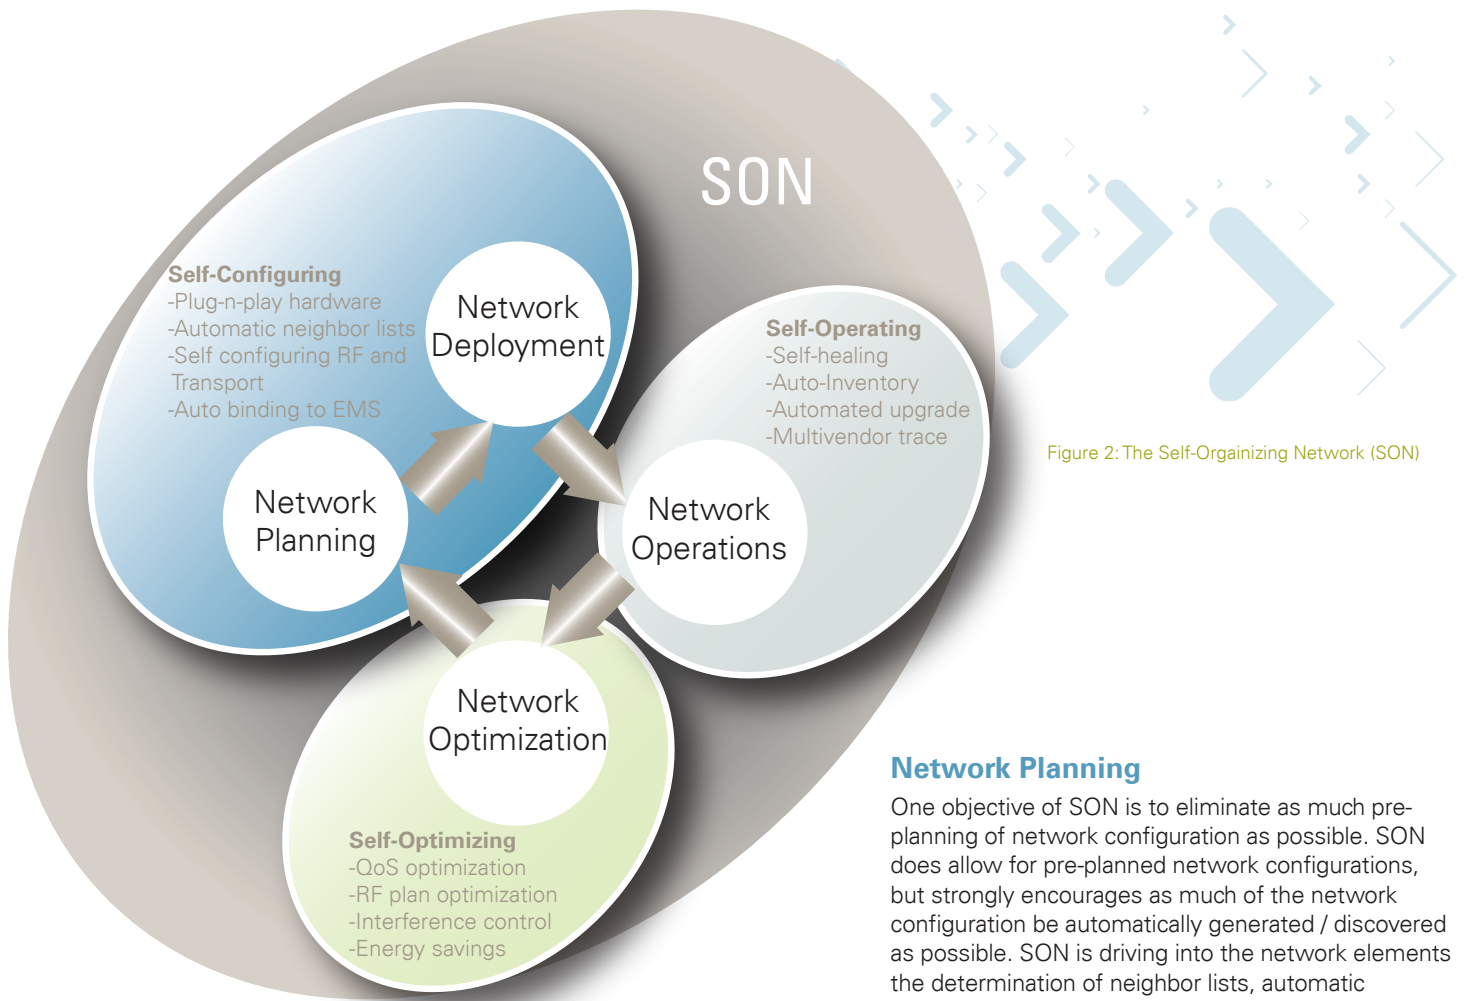 SON
Self-Configuring
-Plug-n-play hardware
-Automatic neighbor lists
-Self configuring RF and
Transport
-Auto binding to EMS
Network
Deployment
Self-Operating
-Self-healing
-Auto-Inventory
-Automated upgrade
-Multivendor trace
Figure 2: The Self-Orgainizing Network (SON)
Network
Planning
Network
Operations
Network
Optimization
Self-Optimizing
-QoS optimization
-RF plan optimization
-Interference control
-Energy savings
Network Planning
One objective of SON is to eliminate as much pre-
planning of network configuration as possible. SON
does allow for pre-planned network configurations,
but strongly encourages as much of the network
configuration be automatically generated / discovered
as possible. SON is driving into the network elements
the determination of neighbor lists, automatic